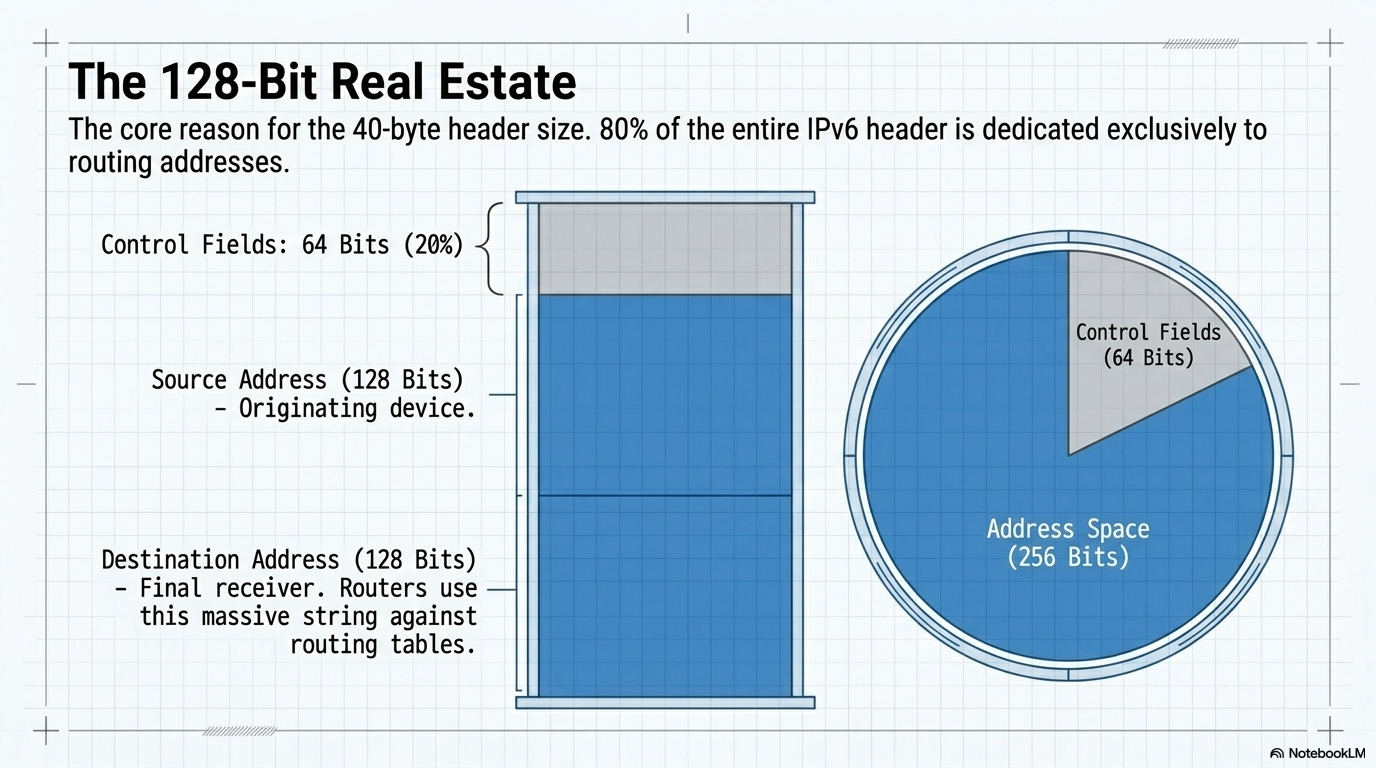 The 128-Bit Real Estate
The core reason for the 40-byte header size. 80% of the entire IPv6 header is dedicated exclusively to
routing addresses.
Control Fields: 64 Bits (20%)
Source Address (128 Bits)
– Originating device.
Destination Address (128 Bits)
– Final receiver. Routers use
this massive string against
routing tables.
Control Fields
(64 Bits)
Address Space
(256 Bits)
NotebookLM